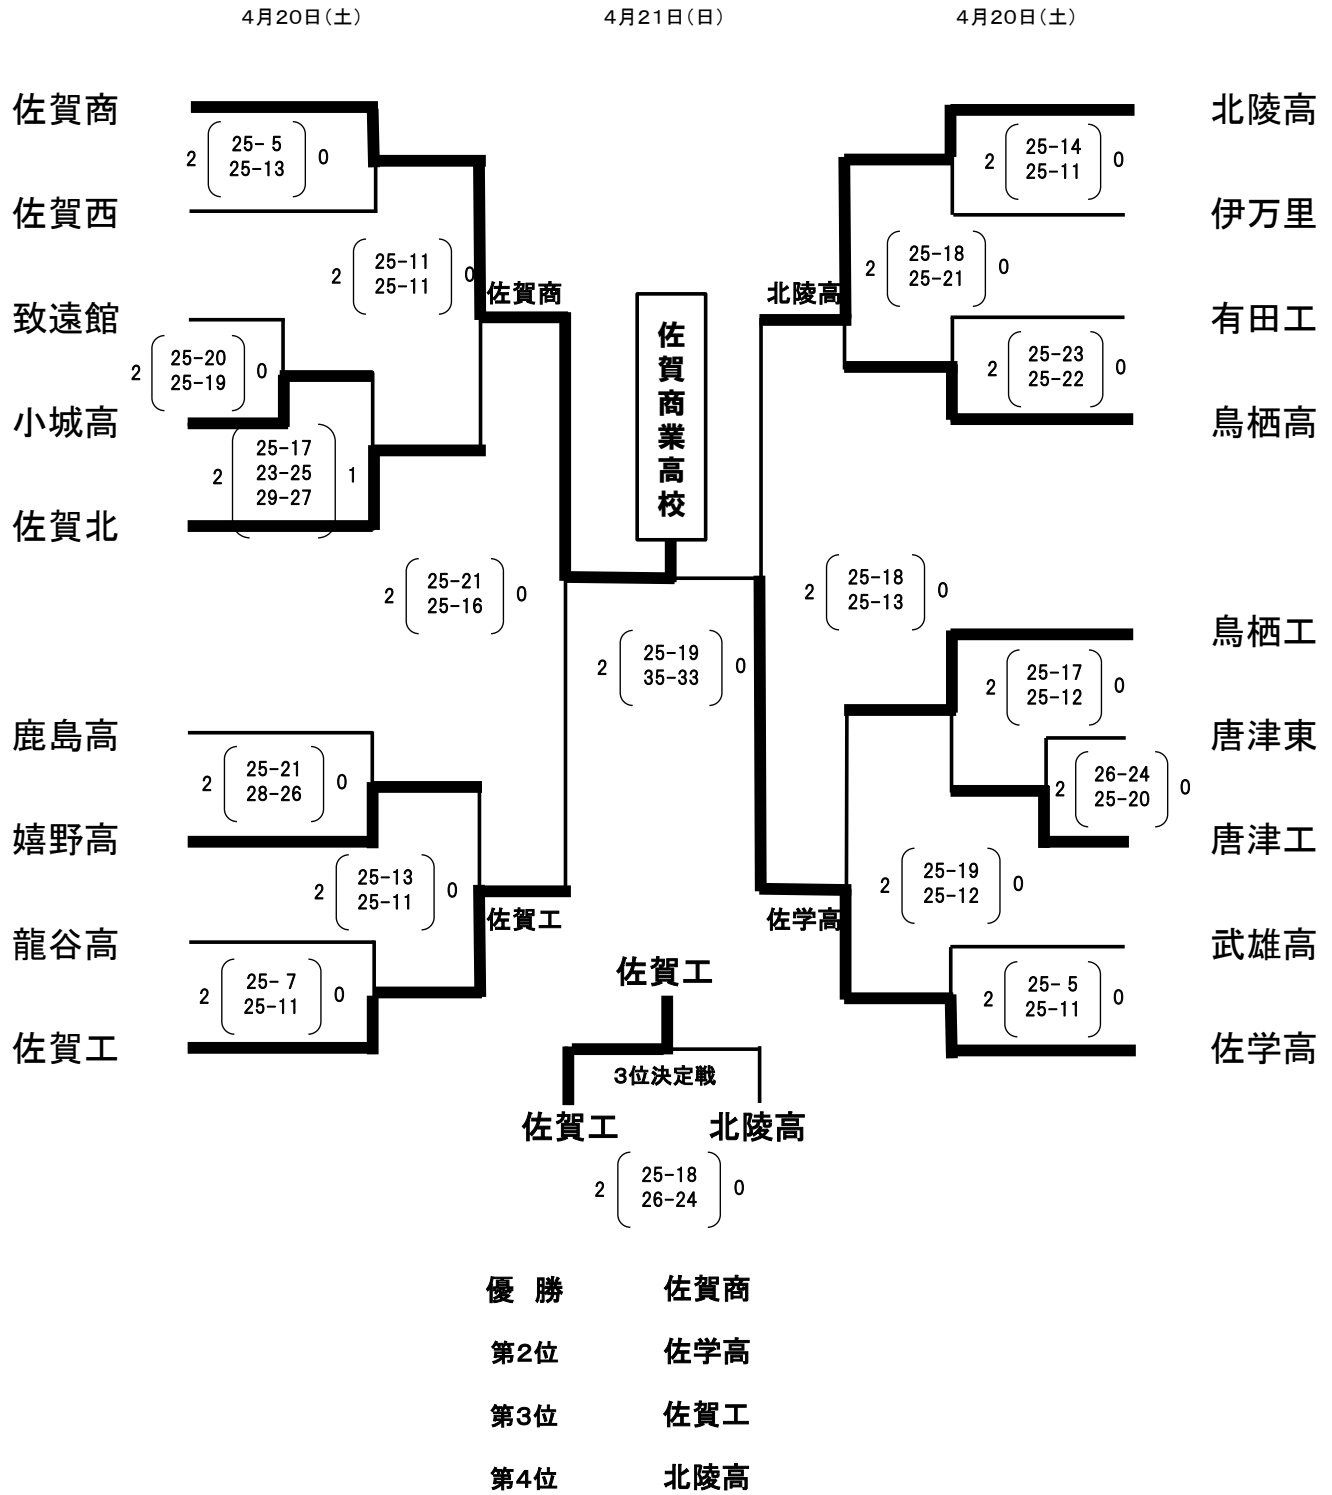 4月20日(土)
4月21日(日)
4月20日(土)
佐賀商
2 25- 5 0
25-13
佐賀西
2 25-11 0
25-11
佐賀商
致遠館
2 25-20 0
25-19
小城高
2 25-17 1
23-25
29-27
佐賀北
2 25-21 0
25-16
鹿島高
2 25-21 0
28-26
嬉野高
2 25-13 0
25-11
佐賀工
龍谷高
2 25- 7 0
25-11
佐賀工
佐賀商業高校
2 25-19 0
35-33
北陵高
2 25-14 0
25-11
伊万里
2 25-18 0
25-21
北陵高
有田工
2 25-23 0
25-22
鳥栖高
2 25-18 0
25-13
鳥栖工
2 25-17 0
25-12
唐津東
2 26-24 0
25-20
唐津工
2 25-19 0
25-12
佐学高
武雄高
2 25- 5 0
25-11
佐学高
佐賀工
3位決定戦
佐賀工 北陵高
2 25-18 0
26-24
優 勝 佐賀商
第2位 佐学高
第3位 佐賀工
第4位 北陵高